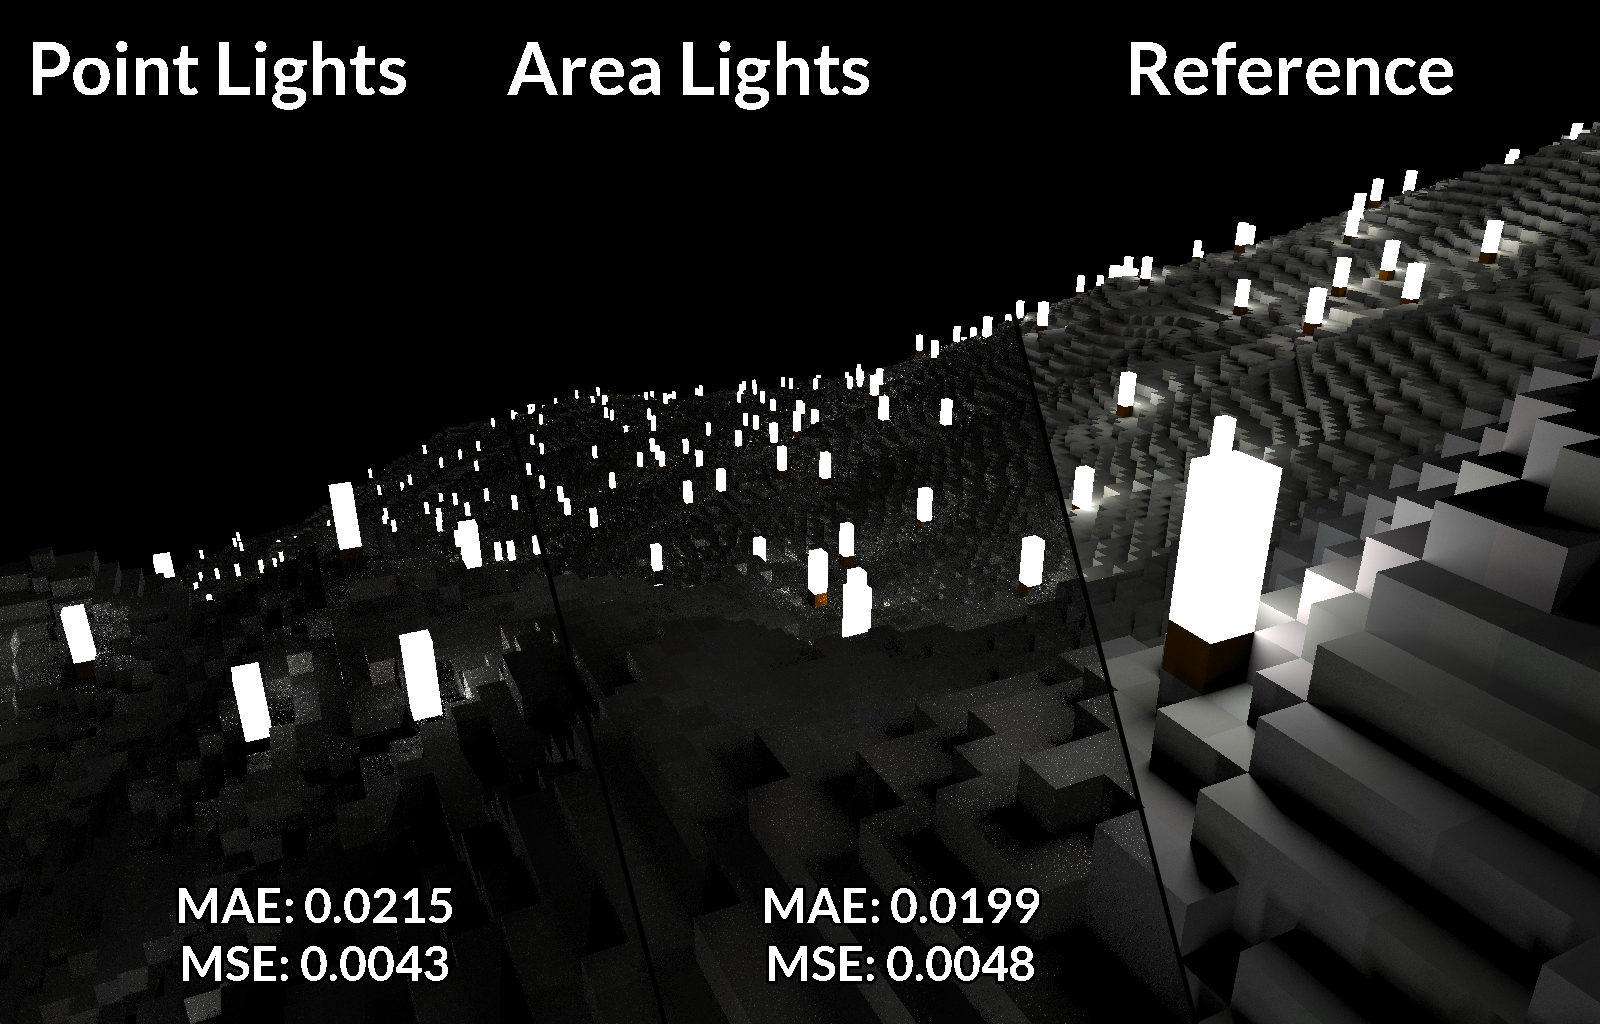 Point Lights
Area Lights
Reference
MAE: 0.0215
MSE: 0.0043
MAE: 0.0199
MSE: 0.0048